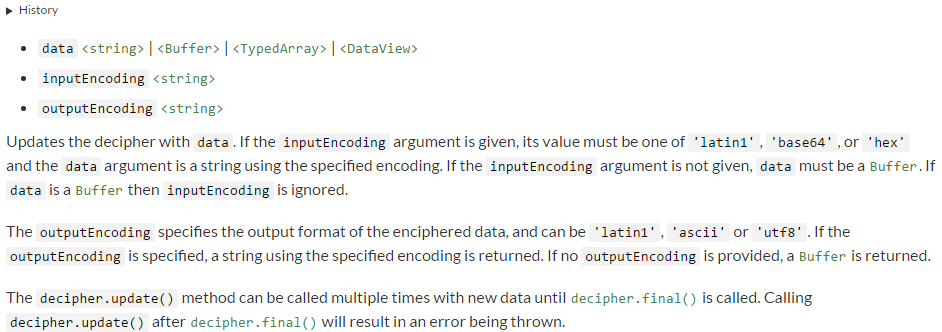 History
data <string> | <Buffer> | <TypedArray> | <DataView>
inputEncoding <string>
outputEncoding <string>
Updates the decipher with data. If the inputEncoding argument is given, its value must be one of 'latin1', 'base64', or 'hex'
and the data argument is a string using the specified encoding. If the inputEncoding argument is not given, data must be a Buffer. If
data is a Buffer then inputEncoding is ignored.
The outputEncoding specifies the output format of the enciphered data, and can be 'latin1', 'ascii' or 'utf8'. If the
outputEncoding is specified, a string using the specified encoding is returned. If no outputEncoding is provided, a Buffer is returned.
The decipher.update() method can be called multiple times with new data until decipher.final() is called. Calling
decipher.update() after decipher.final() will result in an error being thrown.